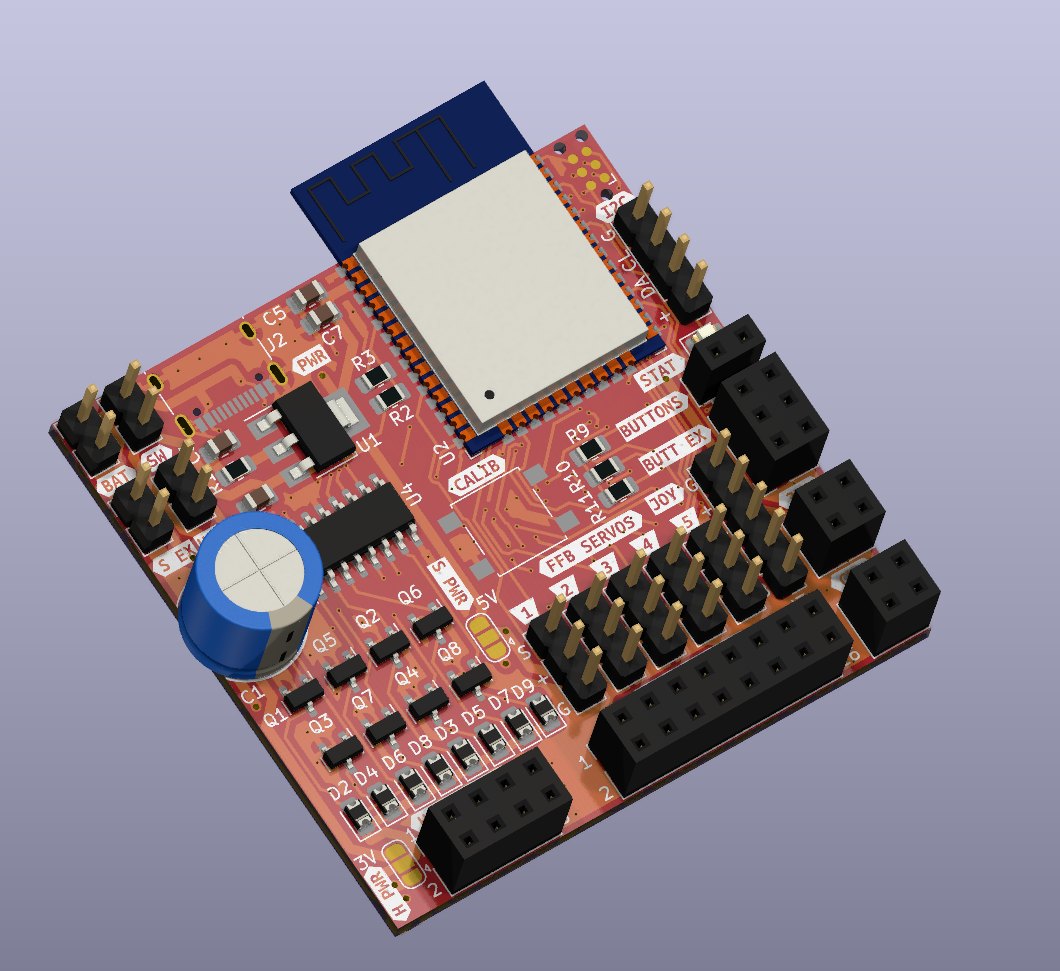 I2C
G
CL
DA
+
C5
C7
J2
PWR
R3
R2
STAT
U1
U2
BUTTONS
R9
BUTT EX
CALIB
R10
R11
JOY
G
BAT
SW
U4
FFB SERVOS
5
4
3
2
1
S EX
S PWR
5V
S
+
G
Q6
Q2
Q5
Q8
Q4
Q7
Q1
Q3
C1
D9
D7
D5
D3
D8
D6
D4
D2
1
2
1
2
3V
H PWR